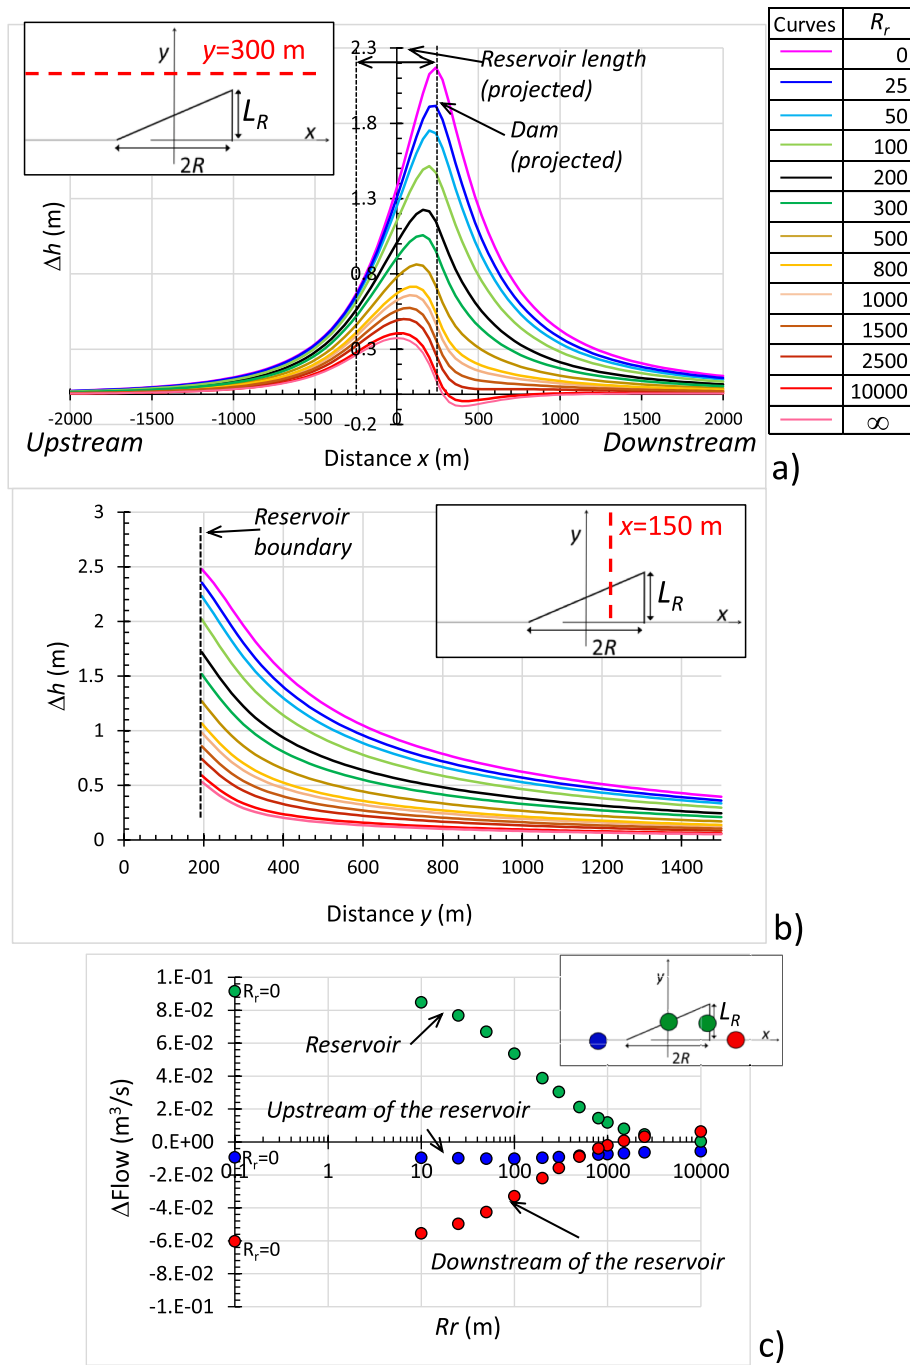 y
y=300 m
L_R
x
2R
2.3
Reservoir length
(projected)
1.8
Dam
(projected)
1.3
0.8
0.3
-0.2
Δh (m)
-2000 -1500 -1000 -500 0 500 1000 1500 2000
Upstream
Downstream
Distance x (m)
a)
Curves R_r
0
25
50
100
200
300
500
800
1000
1500
2500
10000
∞
3
2.5
2
1.5
1
0.5
0
Δh (m)
Reservoir
boundary
y
x=150 m
L_R
x
2R
0 200 400 600 800 1000 1200 1400
Distance y (m)
b)
1.E-01
8.E-02
6.E-02
4.E-02
2.E-02
0.E+00
-2.E-02
-4.E-02
-6.E-02
-8.E-02
-1.E-01
ΔFlow (m³/s)
R_r=0
Reservoir
Upstream of the reservoir
R_r=0
R_r=0
Downstream of the reservoir
y
L_R
x
2R
0.1 1 10 100 1000 10000
Rr (m)
c)